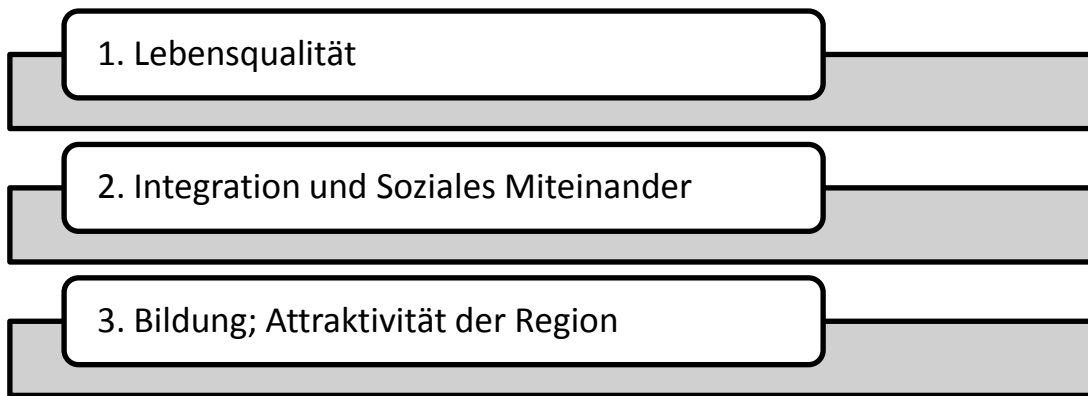 1. Lebensqualität
2. Integration und Soziales Miteinander
3. Bildung; Attraktivität der Region